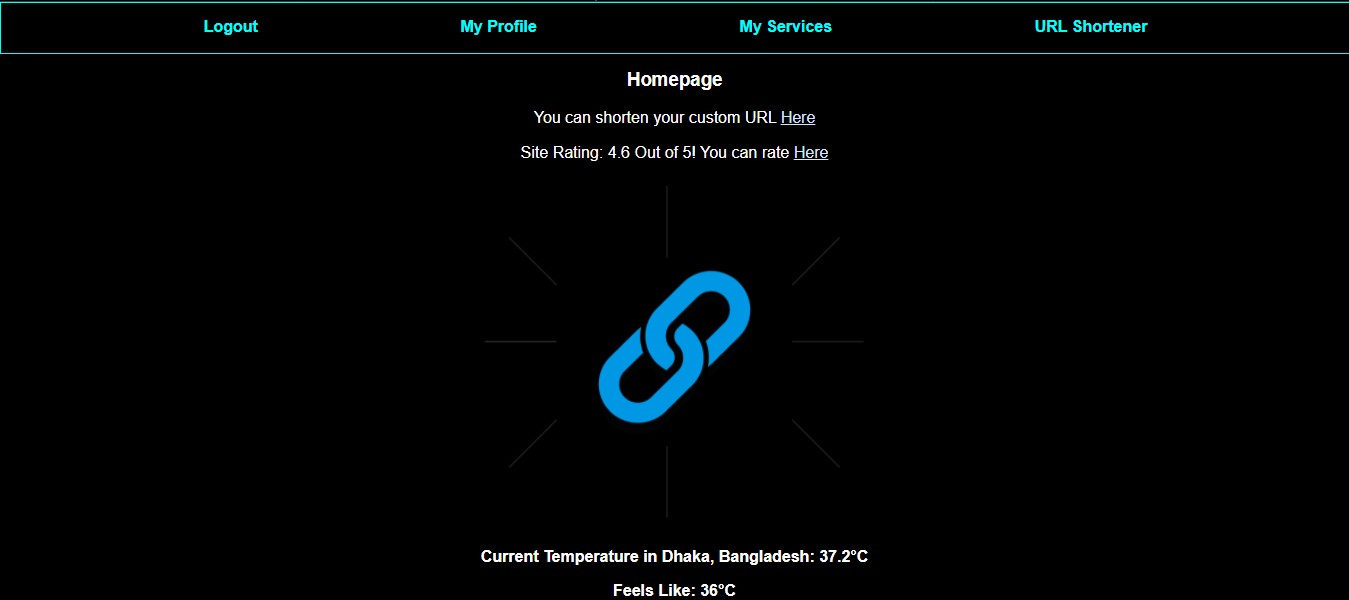 Logout My Profile My Services URL Shortener
Homepage
You can shorten your custom URL Here
Site Rating: 4.6 Out of 5! You can rate Here
Current Temperature in Dhaka, Bangladesh: 37.2°C
Feels Like: 36°C